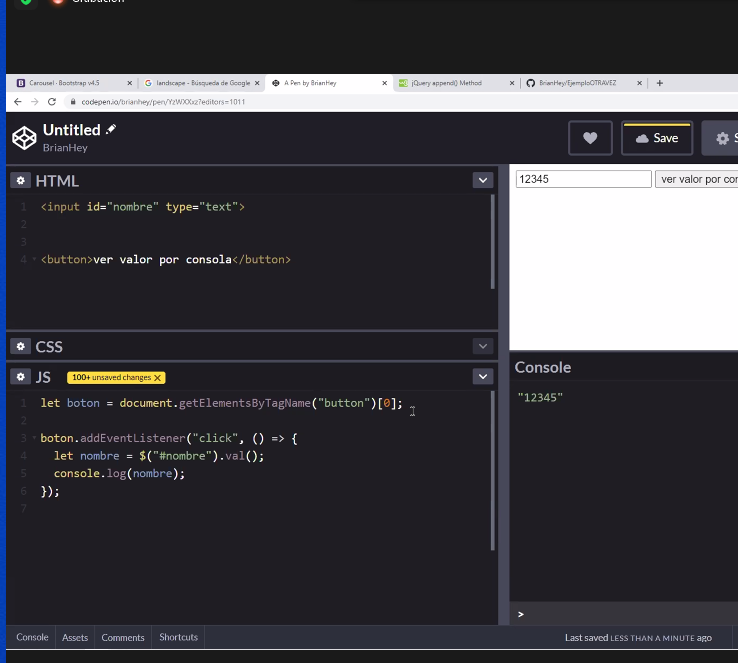 Grabación
Carousel · Bootstrap v4.5
landscape - Búsqueda de Google
A Pen by BrianHey
jQuery append() Method
BrianHey/EjemploOTRAVEZ
codepen.io/brianhey/pen/YzWXXxz?editors=1011
Untitled
BrianHey
Save
S
HTML
1 <input id="nombre" type="text">
2
3
4 <button>ver valor por consola</button>
12345
ver valor por con
CSS
JS
100+ unsaved changes X
1 let boton = document.getElementsByTagName("button")[0];
2
3 boton.addEventListener("click", () => {
4 let nombre = $("#nombre").val();
5 console.log(nombre);
6 });
7
Console
"12345"
>
Console
Assets
Comments
Shortcuts
Last saved LESS THAN A MINUTE ago